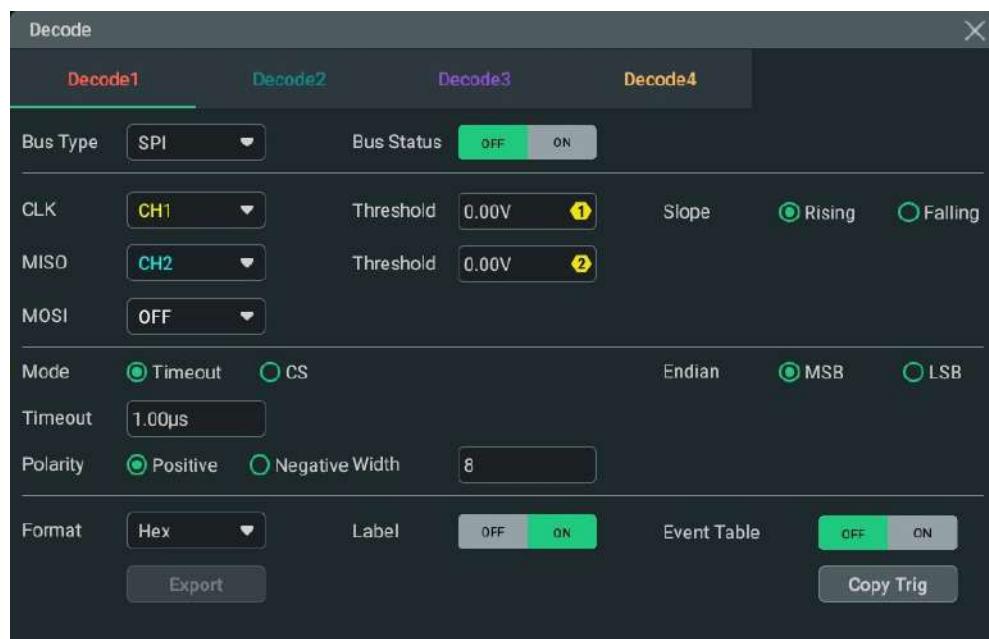 Decode
Decode1 Decode2 Decode3 Decode4
Bus Type SPI Bus Status OFF ON
CLK CH1 Threshold 0.00V 1 Slope Rising Falling
MISO CH2 Threshold 0.00V 2
MOSI OFF
Mode Timeout CS Endian MSB LSB
Timeout 1.00µs
Polarity Positive Negative Width 8
Format Hex Label OFF ON Event Table OFF ON
Export Copy Trig